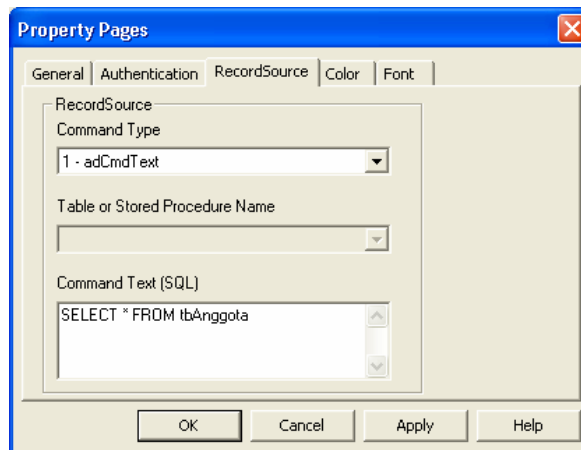 Property Pages
General Authentication RecordSource Color Font
RecordSource
Command Type
1 - adCmdText
Table or Stored Procedure Name
Command Text (SQL)
SELECT * FROM tbAnggota
OK Cancel Apply Help